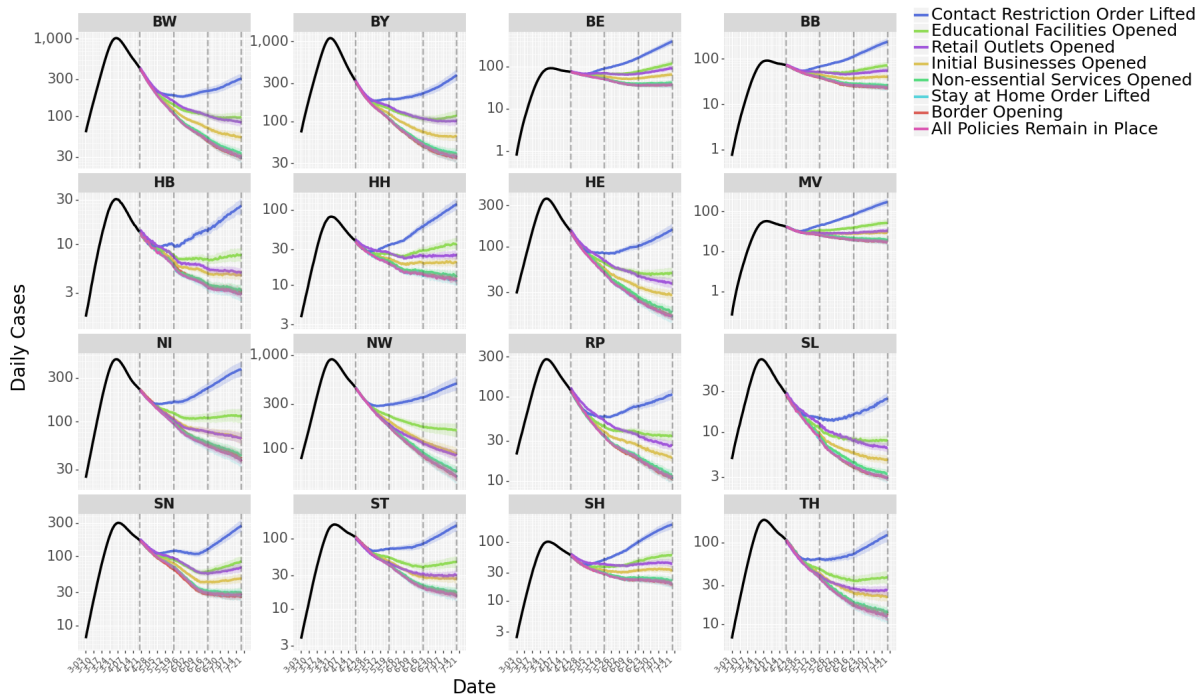 BW
BY
BE
BB
1,000
300
100
30
1,000
300
100
30
100
10
1
100
10
1
Contact Restriction Order Lifted
Educational Facilities Opened
Retail Outlets Opened
Initial Businesses Opened
Non-essential Services Opened
Stay at Home Order Lifted
Border Opening
All Policies Remain in Place
HB
HH
HE
MV
30
10
3
100
30
10
3
300
100
30
100
10
1
Daily Cases
NI
NW
RP
SL
300
100
30
1,000
300
100
300
100
30
10
30
10
3
SN
ST
SH
TH
300
100
30
10
100
30
10
3
100
30
10
3
100
30
10
Date